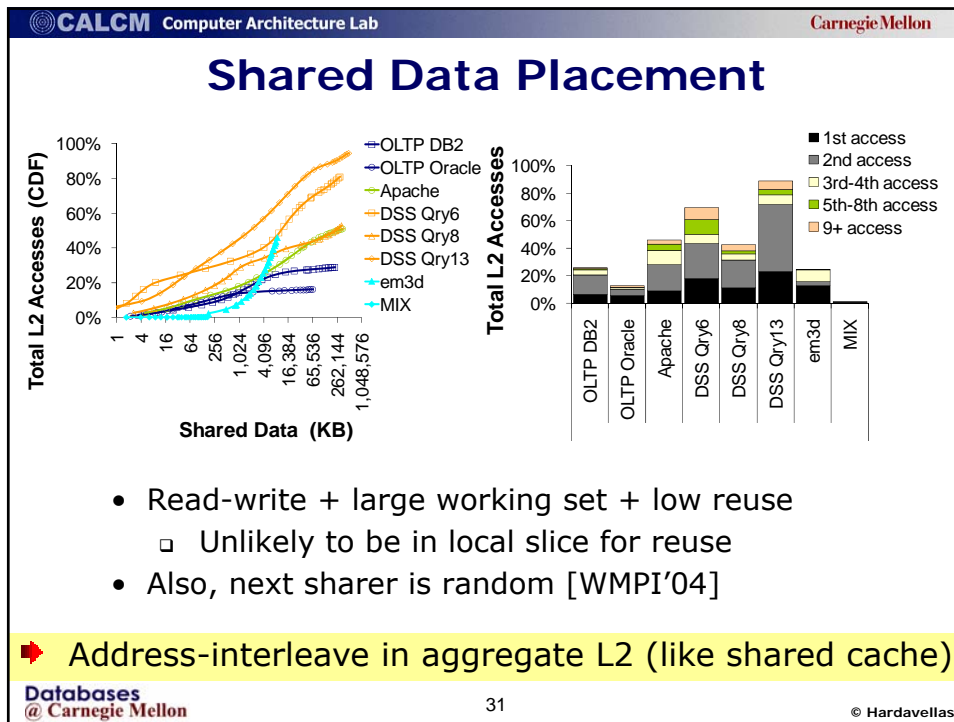 CALCM Computer Architecture Lab
Carnegie Mellon
Shared Data Placement
Total L2 Accesses (CDF)
100%
80%
60%
40%
20%
0%
1
4
16
64
256
1,024
4,096
16,384
65,536
262,144
1,048,576
Shared Data (KB)
OLTP DB2
OLTP Oracle
Apache
DSS Qry6
DSS Qry8
DSS Qry13
em3d
MIX
Total L2 Accesses
100%
80%
60%
40%
20%
0%
OLTP DB2
OLTP Oracle
Apache
DSS Qry6
DSS Qry8
DSS Qry13
em3d
MIX
1st access
2nd access
3rd-4th access
5th-8th access
9+ access
• Read-write + large working set + low reuse
❑ Unlikely to be in local slice for reuse
• Also, next sharer is random [WMPI'04]
Address-interleave in aggregate L2 (like shared cache)
Databases
@ Carnegie Mellon
31
© Hardavellas